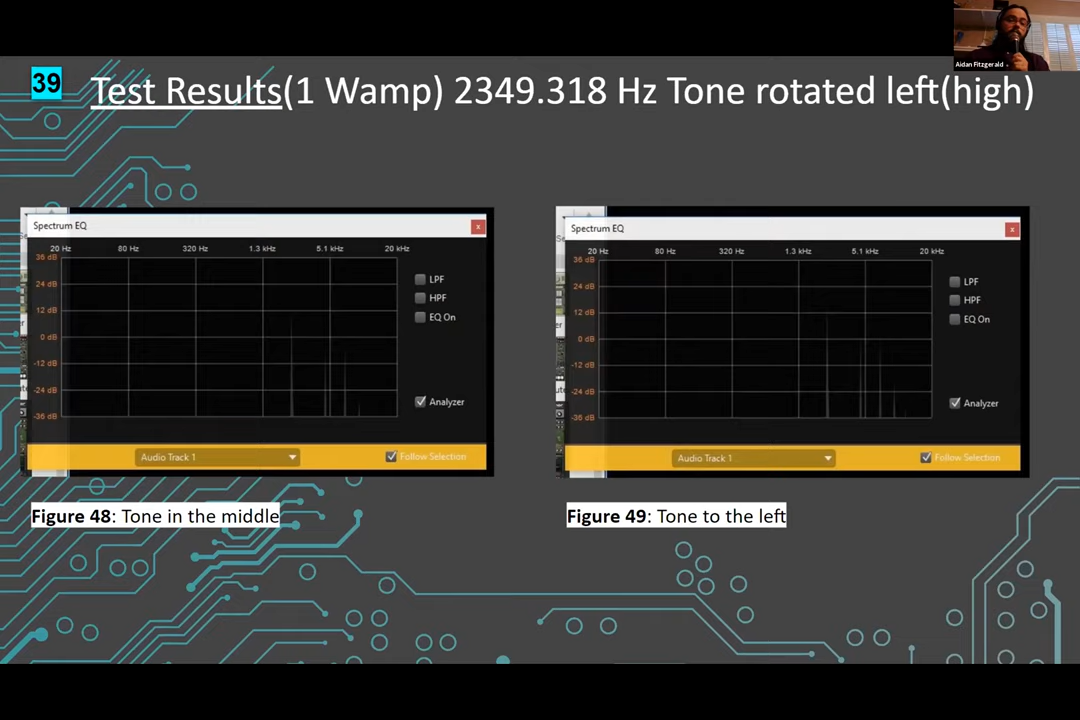 Aidan Fitzgerald
39
Test Results(1 Wamp) 2349.318 Hz Tone rotated left(high)
Spectrum EQ
x
20 Hz 80 Hz 320 Hz 1.3 kHz 5.1 kHz 20 kHz
36 dB
24 dB
12 dB
0 dB
-12 dB
-24 dB
-36 dB
LPF
HPF
EQ On
Analyzer
Audio Track 1
Follow Selection
Spectrum EQ
x
20 Hz 80 Hz 320 Hz 1.3 kHz 5.1 kHz 20 kHz
36 dB
24 dB
12 dB
0 dB
-12 dB
-24 dB
-36 dB
LPF
HPF
EQ On
Analyzer
Audio Track 1
Follow Selection
Figure 48: Tone in the middle
Figure 49: Tone to the left